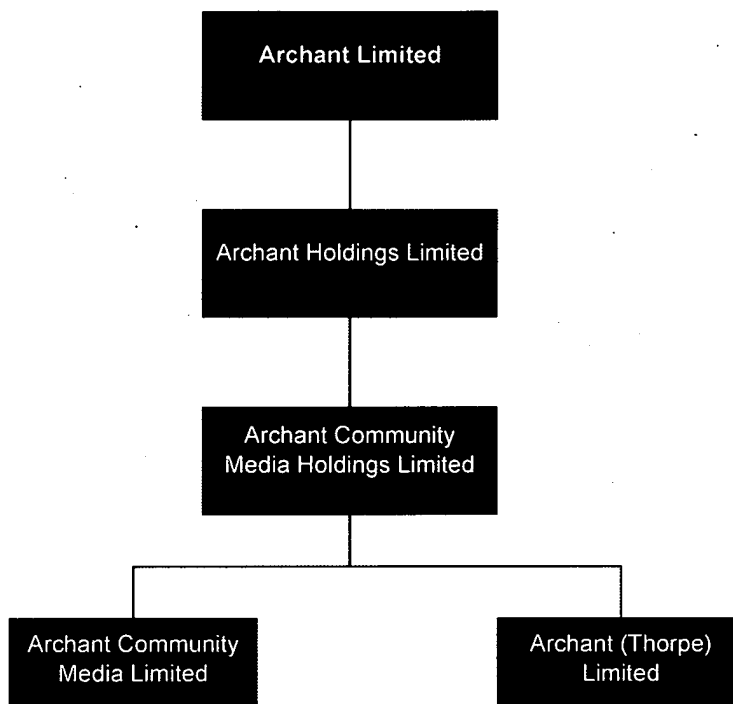 Archant Limited
Archant Holdings Limited
Archant Community
Media Holdings Limited
Archant Community
Media Limited
Archant (Thorpe)
Limited